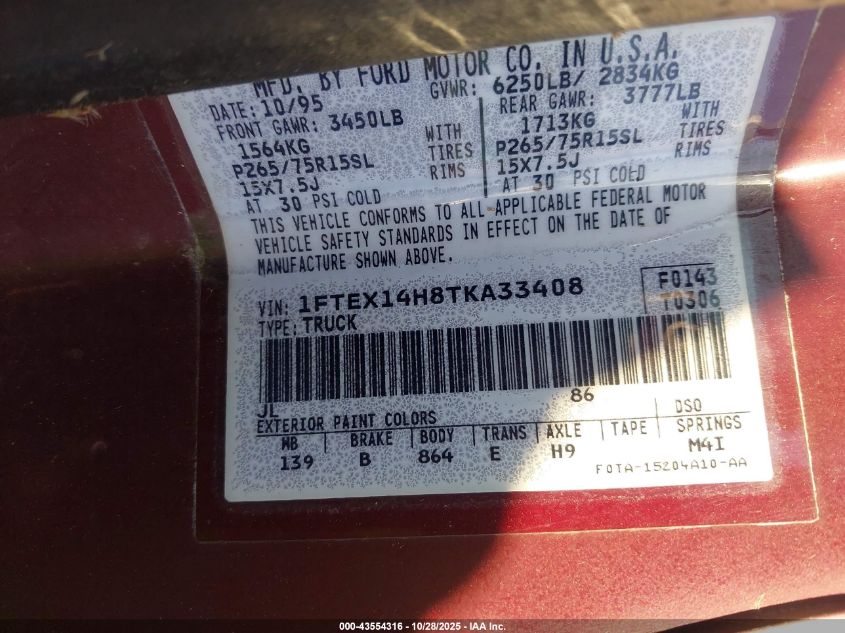 MFD. BY FORD MOTOR CO. IN U.S.A.
DATE: 10/95 GVWR: 6250LB/ 2834KG
FRONT GAWR: 3450LB REAR GAWR: 3777LB
1564KG WITH 1713KG WITH
P265/75R15SL TIRES P265/75R15SL TIRES
15X7.5J RIMS 15X7.5J RIMS
AT 30 PSI COLD AT 30 PSI COLD
THIS VEHICLE CONFORMS TO ALL APPLICABLE FEDERAL MOTOR
VEHICLE SAFETY STANDARDS IN EFFECT ON THE DATE OF
MANUFACTURE SHOWN ABOVE.
VIN: 1FTEX14H8TKA33408 F0143
TYPE: TRUCK T0306
JL 86
EXTERIOR PAINT COLORS DSO
WB BRAKE BODY TRANS AXLE TAPE SPRINGS
139 B 864 E H9 M4I
F0TA-15204A10-AA
000-43554316 - 10/28/2025 - IAA Inc.